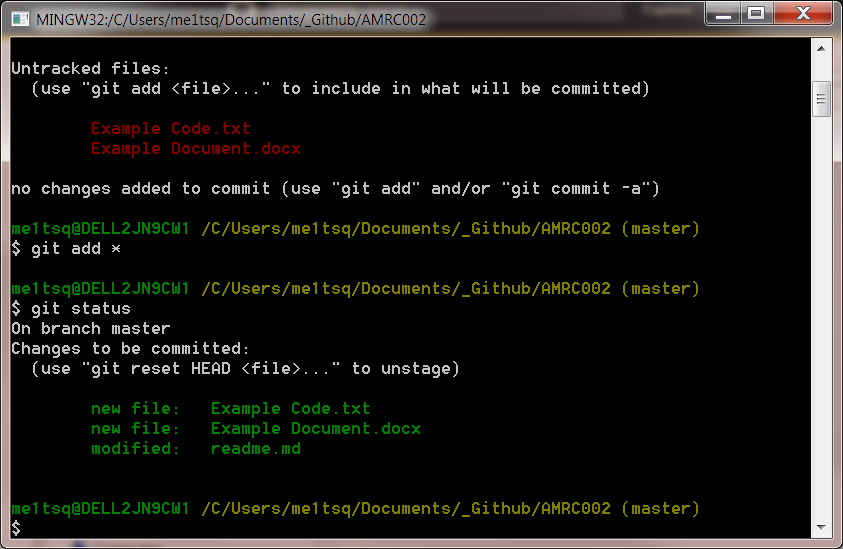 MINGW32:/C/Users/me1tsq/Documents/_Github/AMRC002
Untracked files:
  (use "git add <file>..." to include in what will be committed)
        Example Code.txt
        Example Document.docx
no changes added to commit (use "git add" and/or "git commit -a")
me1tsq@DELL2JN9CW1 /C/Users/me1tsq/Documents/_Github/AMRC002 (master)
$ git add *
me1tsq@DELL2JN9CW1 /C/Users/me1tsq/Documents/_Github/AMRC002 (master)
$ git status
On branch master
Changes to be committed:
  (use "git reset HEAD <file>..." to unstage)
        new file:   Example Code.txt
        new file:   Example Document.docx
        modified:   readme.md
me1tsq@DELL2JN9CW1 /C/Users/me1tsq/Documents/_Github/AMRC002 (master)
$